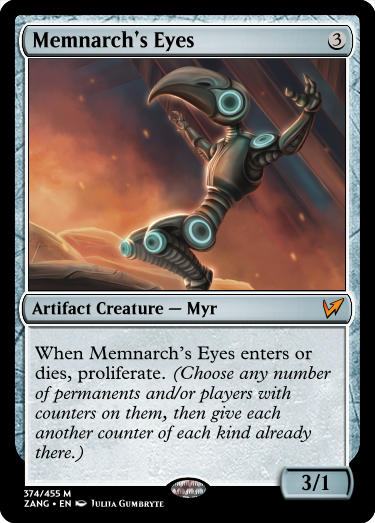 Memnarch's Eyes 3
Artifact Creature — Myr
When Memnarch's Eyes enters or
dies, proliferate. (Choose any number
of permanents and/or players with
counters on them, then give each
another counter of each kind already
there.)
3/1
374/455 M
ZANG • EN Julija Gumbryte